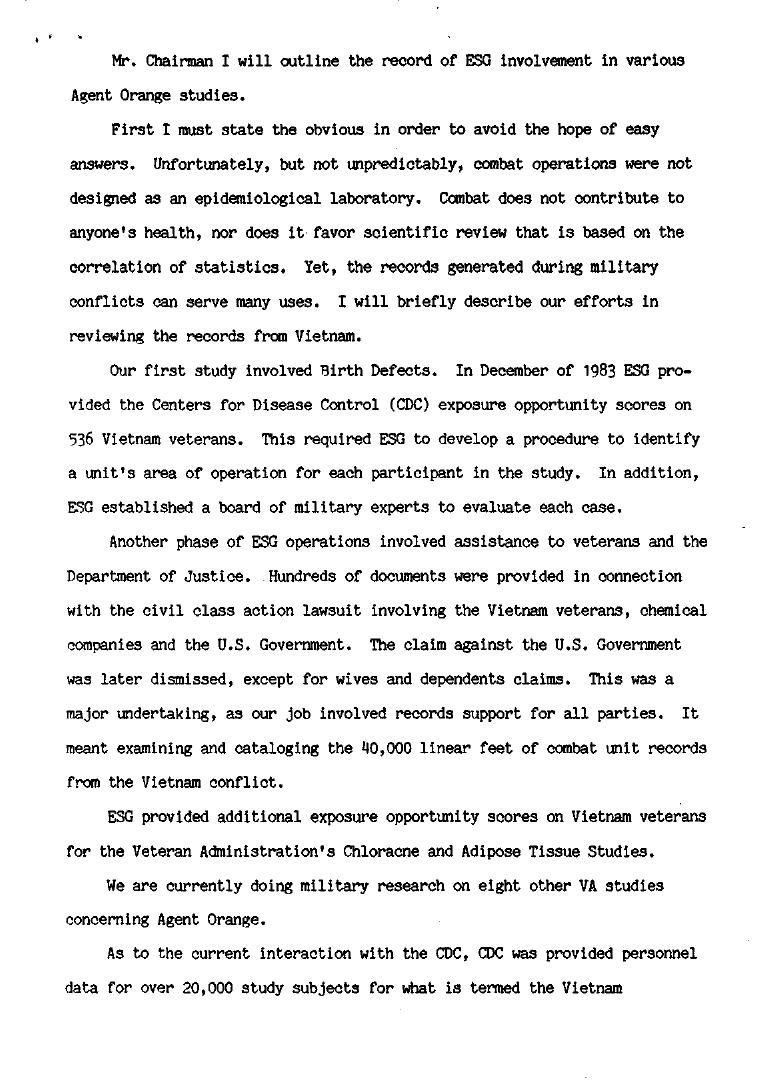 Mr. Chairman I will outline the record of ESG involvement in various
Agent Orange studies.
First I must state the obvious in order to avoid the hope of easy
answers. Unfortunately, but not unpredictably, combat operations were not
designed as an epidemiological laboratory. Combat does not contribute to
anyone's health, nor does it favor scientific review that is based on the
correlation of statistics. Yet, the records generated during military
conflicts can serve many uses. I will briefly describe our efforts in
reviewing the records from Vietnam.
Our first study involved Birth Defects. In December of 1983 ESG pro-
vided the Centers for Disease Control (CDC) exposure opportunity scores on
536 Vietnam veterans. This required ESG to develop a procedure to identify
a unit's area of operation for each participant in the study. In addition,
ESG established a board of military experts to evaluate each case.
Another phase of ESG operations involved assistance to veterans and the
Department of Justice. Hundreds of documents were provided in connection
with the civil class action lawsuit involving the Vietnam veterans, chemical
companies and the U.S. Government. The claim against the U.S. Government
was later dismissed, except for wives and dependents claims. This was a
major undertaking, as our job involved records support for all parties. It
meant examining and cataloging the 40,000 linear feet of combat unit records
from the Vietnam conflict.
ESG provided additional exposure opportunity scores on Vietnam veterans
for the Veteran Administration's Chloracne and Adipose Tissue Studies.
We are currently doing military research on eight other VA studies
concerning Agent Orange.
As to the current interaction with the CDC, CDC was provided personnel
data for over 20,000 study subjects for what is termed the Vietnam